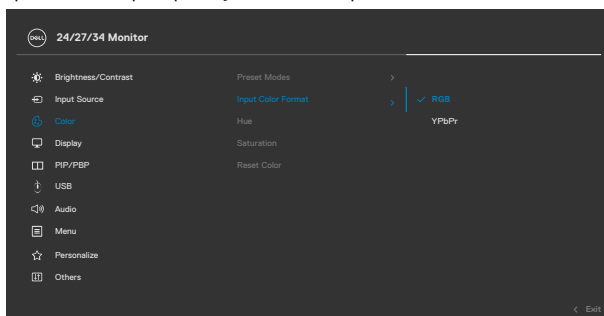 DELL 24/27/34 Monitor
Brightness/Contrast Preset Modes >
Input Source Input Color Format > ✓ RGB
Color Hue YPbPr
Display Saturation
PIP/PBP Reset Color
USB
Audio
Menu
Personalize
Others
< Exit